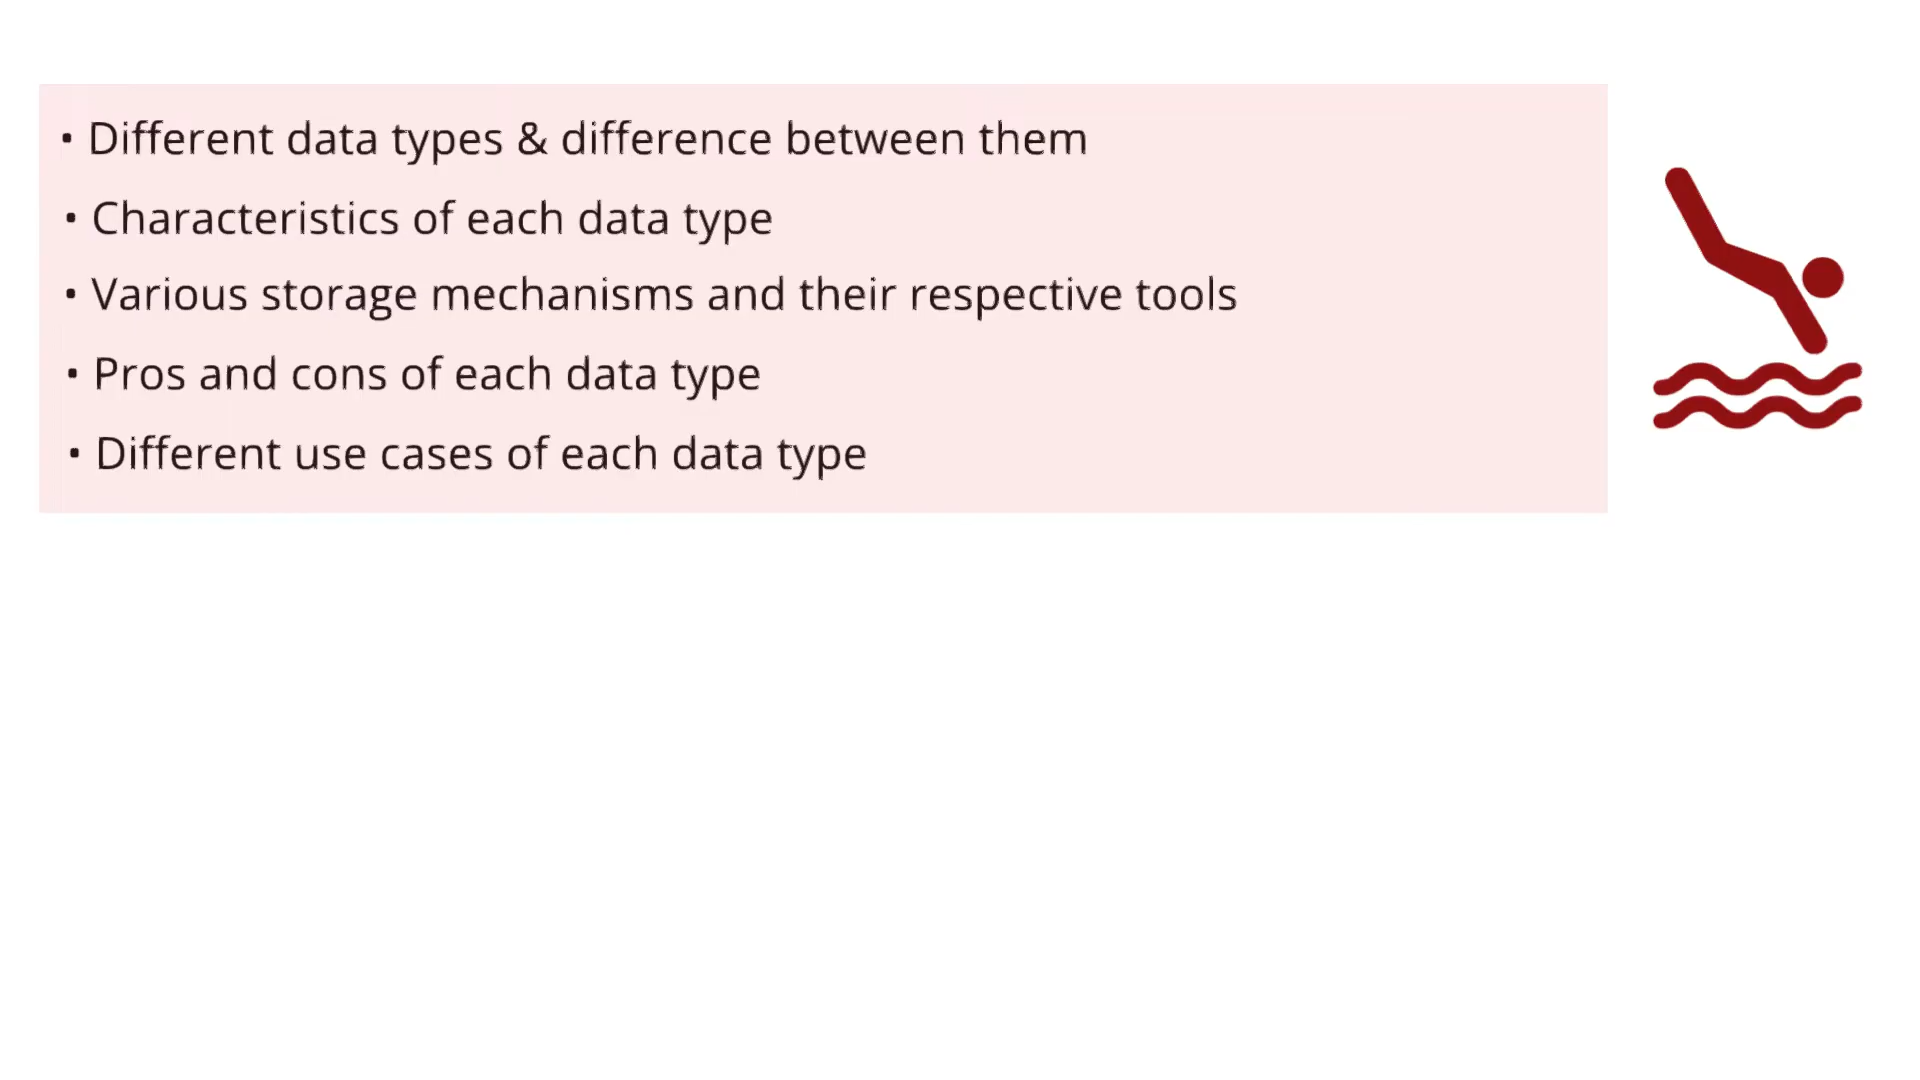 • Different data types & difference between them
• Characteristics of each data type
• Various storage mechanisms and their respective tools
• Pros and cons of each data type
• Different use cases of each data type